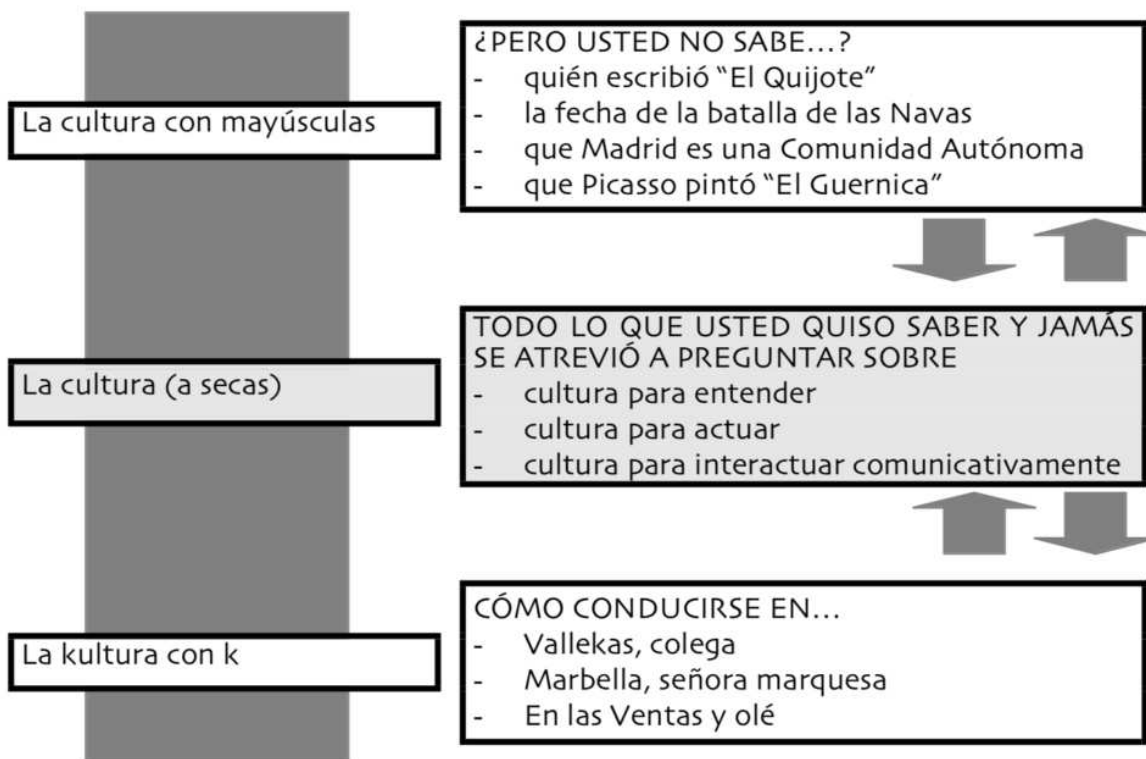 La cultura con mayúsculas
¿PERO USTED NO SABE...?
- quién escribió “El Quijote”
- la fecha de la batalla de las Navas
- que Madrid es una Comunidad Autónoma
- que Picasso pintó “El Guernica”
La cultura (a secas)
TODO LO QUE USTED QUISO SABER Y JAMÁS
SE ATREVIÓ A PREGUNTAR SOBRE
- cultura para entender
- cultura para actuar
- cultura para interactuar comunicativamente
La kultura con k
CÓMO CONDUCIRSE EN...
- Vallekas, colega
- Marbella, señora marquesa
- En las Ventas y olé